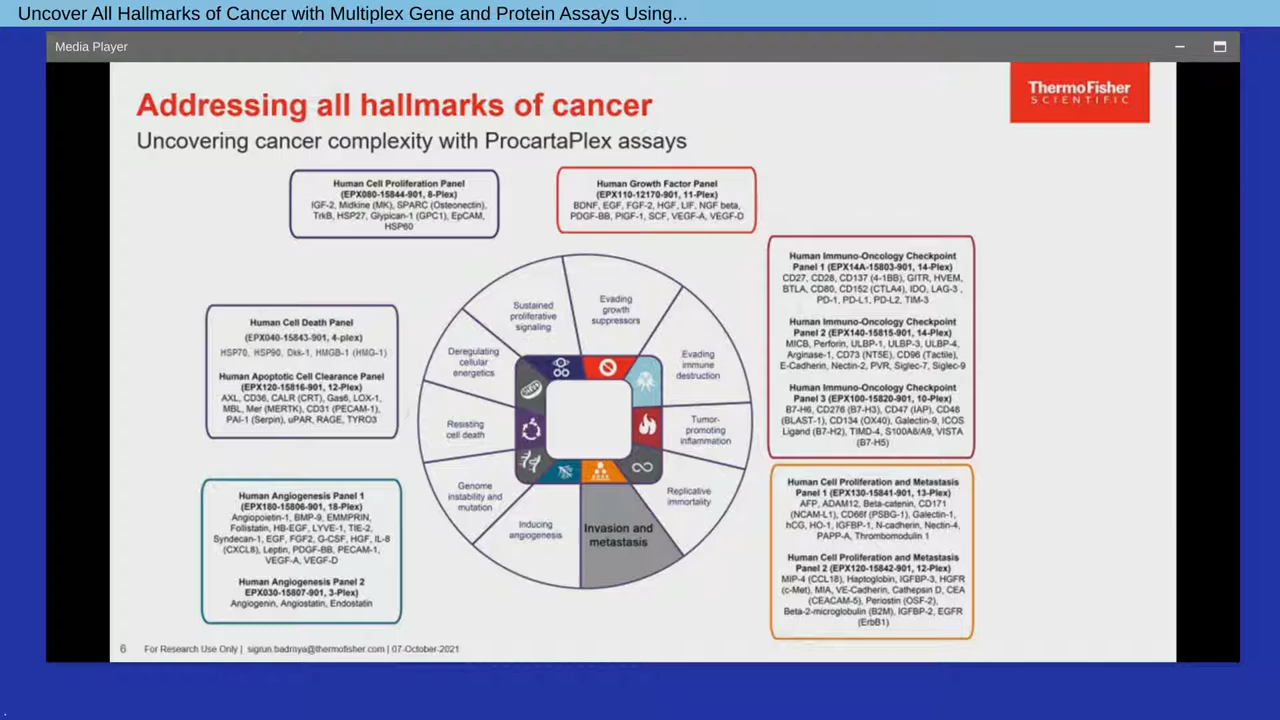 Uncover All Hallmarks of Cancer with Multiplex Gene and Protein Assays Using...
Media Player
Addressing all hallmarks of cancer
Uncovering cancer complexity with ProcartaPlex assays
ThermoFisher
SCIENTIFIC
Human Cell Proliferation Panel
(EPX080-15844-901, 8-Plex)
IGF-2, Midkine (MK), SPARC (Osteonectin),
TrkB, HSP27, Glypican-1 (GPC1), EpCAM,
HSP60
Human Growth Factor Panel
(EPX110-12170-901, 11-Plex)
BDNF, EGF, FGF-2, HGF, LIF, NGF beta,
PDGF-BB, PlGF-1, SCF, VEGF-A, VEGF-D
Human Immuno-Oncology Checkpoint
Panel 1 (EPX14A-15803-901, 14-Plex)
CD27, CD28, CD137 (4-1BB), GITR, HVEM,
BTLA, CD80, CD152 (CTLA4), IDO, LAG-3 ,
PD-1, PD-L1, PD-L2, TIM-3
Human Immuno-Oncology Checkpoint
Panel 2 (EPX140-15815-901, 14-Plex)
MICB, Perforin, ULBP-1, ULBP-3, ULBP-4,
Arginase-1, CD73 (NT5E), CD96 (Tactile),
E-Cadherin, Nectin-2, PVR, Siglec-7, Siglec-9
Human Immuno-Oncology Checkpoint
Panel 3 (EPX100-15820-901, 10-Plex)
B7-H6, CD276 (B7-H3), CD47 (IAP), CD48
(BLAST-1), CD134 (OX40), Galectin-9, ICOS
Ligand (B7-H2), TIMD-4, S100A8/A9, VISTA
(B7-H5)
Human Cell Death Panel
(EPX040-15843-901, 4-plex)
HSP70, HSP90, Dkk-1, HMGB-1 (HMG-1)
Human Apoptotic Cell Clearance Panel
(EPX120-15816-901, 12-Plex)
AXL, CD36, CALR (CRT), Gas6, LOX-1,
MBL, Mer (MERTK), CD31 (PECAM-1),
PAI-1 (Serpin), uPAR, RAGE, TYRO3
Sustained
proliferative
signaling
Evading
growth
suppressors
Evading
immune
destruction
Tumor-
promoting
inflammation
Replicative
immortality
Invasion and
metastasis
Inducing
angiogenesis
Genome
instability and
mutation
Resisting
cell death
Deregulating
cellular
energetics
Human Angiogenesis Panel 1
(EPX180-15806-901, 18-Plex)
Angiopoietin-1, BMP-9, EMMPRIN,
Follistatin, HB-EGF, LYVE-1, TIE-2,
Syndecan-1, EGF, FGF2, G-CSF, HGF, IL-8
(CXCL8), Leptin, PDGF-BB, PECAM-1,
VEGF-A, VEGF-D
Human Angiogenesis Panel 2
EPX030-15807-901, 3-Plex)
Angiogenin, Angiostatin, Endostatin
Human Cell Proliferation and Metastasis
Panel 1 (EPX130-15841-901, 13-Plex)
AFP, ADAM12, Beta-catenin, CD171
(NCAM-L1), CD66f (PSBG-1), Galectin-1,
hCG, HO-1, IGFBP-1, N-cadherin, Nectin-4,
PAPP-A, Thrombomodulin 1
Human Cell Proliferation and Metastasis
Panel 2 (EPX120-15842-901, 12-Plex)
MIP-4 (CCL18), Haptoglobin, IGFBP-3, HGFR
(c-Met), MIA, VE-Cadherin, Cathepsin D, CEA
(CEACAM-5), Periostin (OSF-2),
Beta-2-microglobulin (B2M), IGFBP-2, EGFR
(ErbB1)
6 For Research Use Only | sigrun.badrnya@thermofisher.com | 07-October-2021